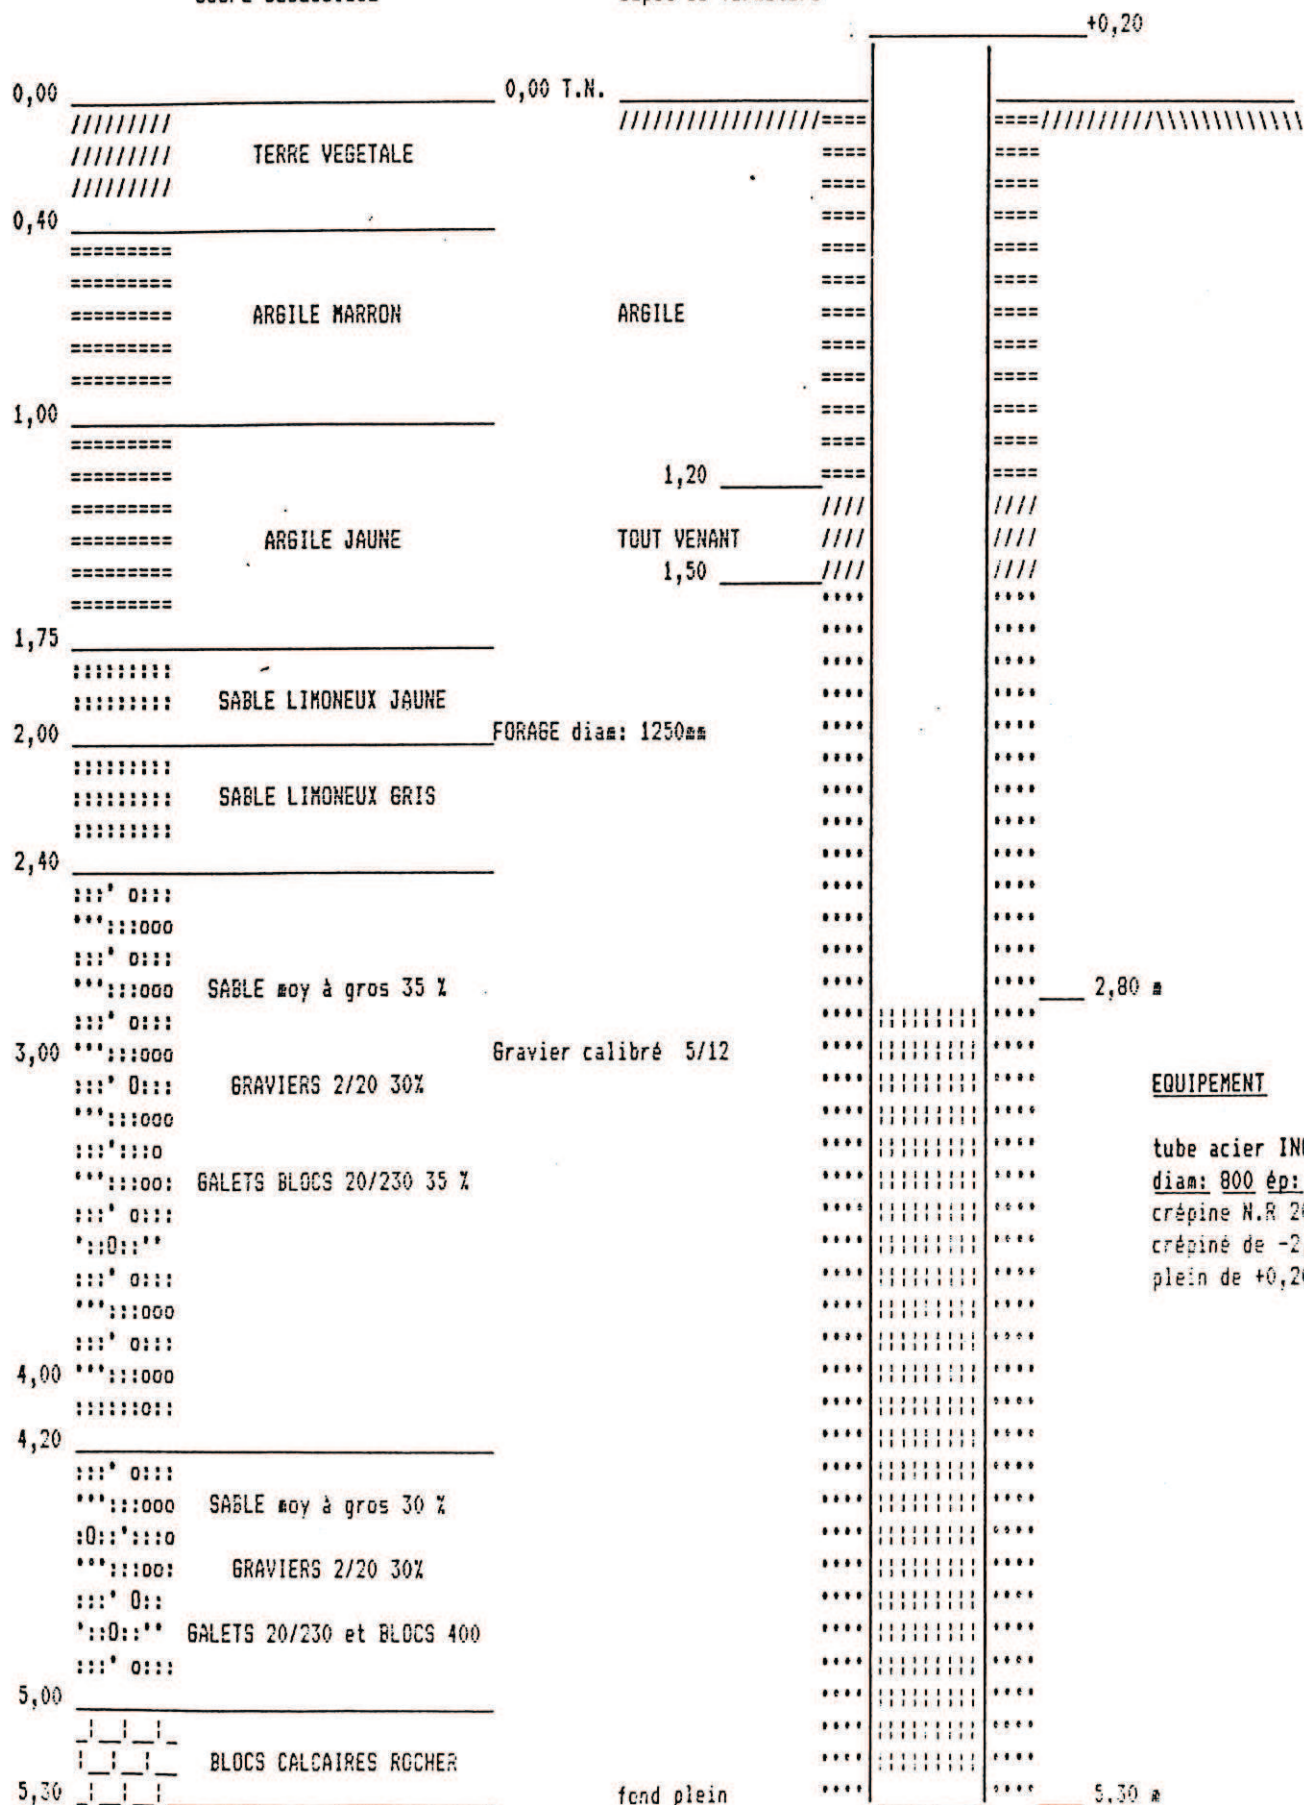 +0,20
0,00 0,00 T.N.
TERRE VEGETALE
0,40
ARGILE MARRON ARGILE
1,00
1,20
ARGILE JAUNE TOUT VENANT
1,50
1,75
SABLE LIMONEUX JAUNE
2,00 FORAGE diam: 1250mm
SABLE LIMONEUX GRIS
2,40
SABLE moy à gros 35 % 2,80 m
3,00 Gravier calibré 5/12
GRAVIERS 2/20 30%
EQUIPEMENT
tube acier
GALETS BLOCS 20/230 35 %
diam: 800 ép:
crépine N.R
crépiné de
plein de
4,00
4,20
SABLE moy à gros 30 %
GRAVIERS 2/20 30%
GALETS 20/230 et BLOCS 400
5,00
BLOCS CALCAIRES ROCHER
5,30 fond plein 5,30 m